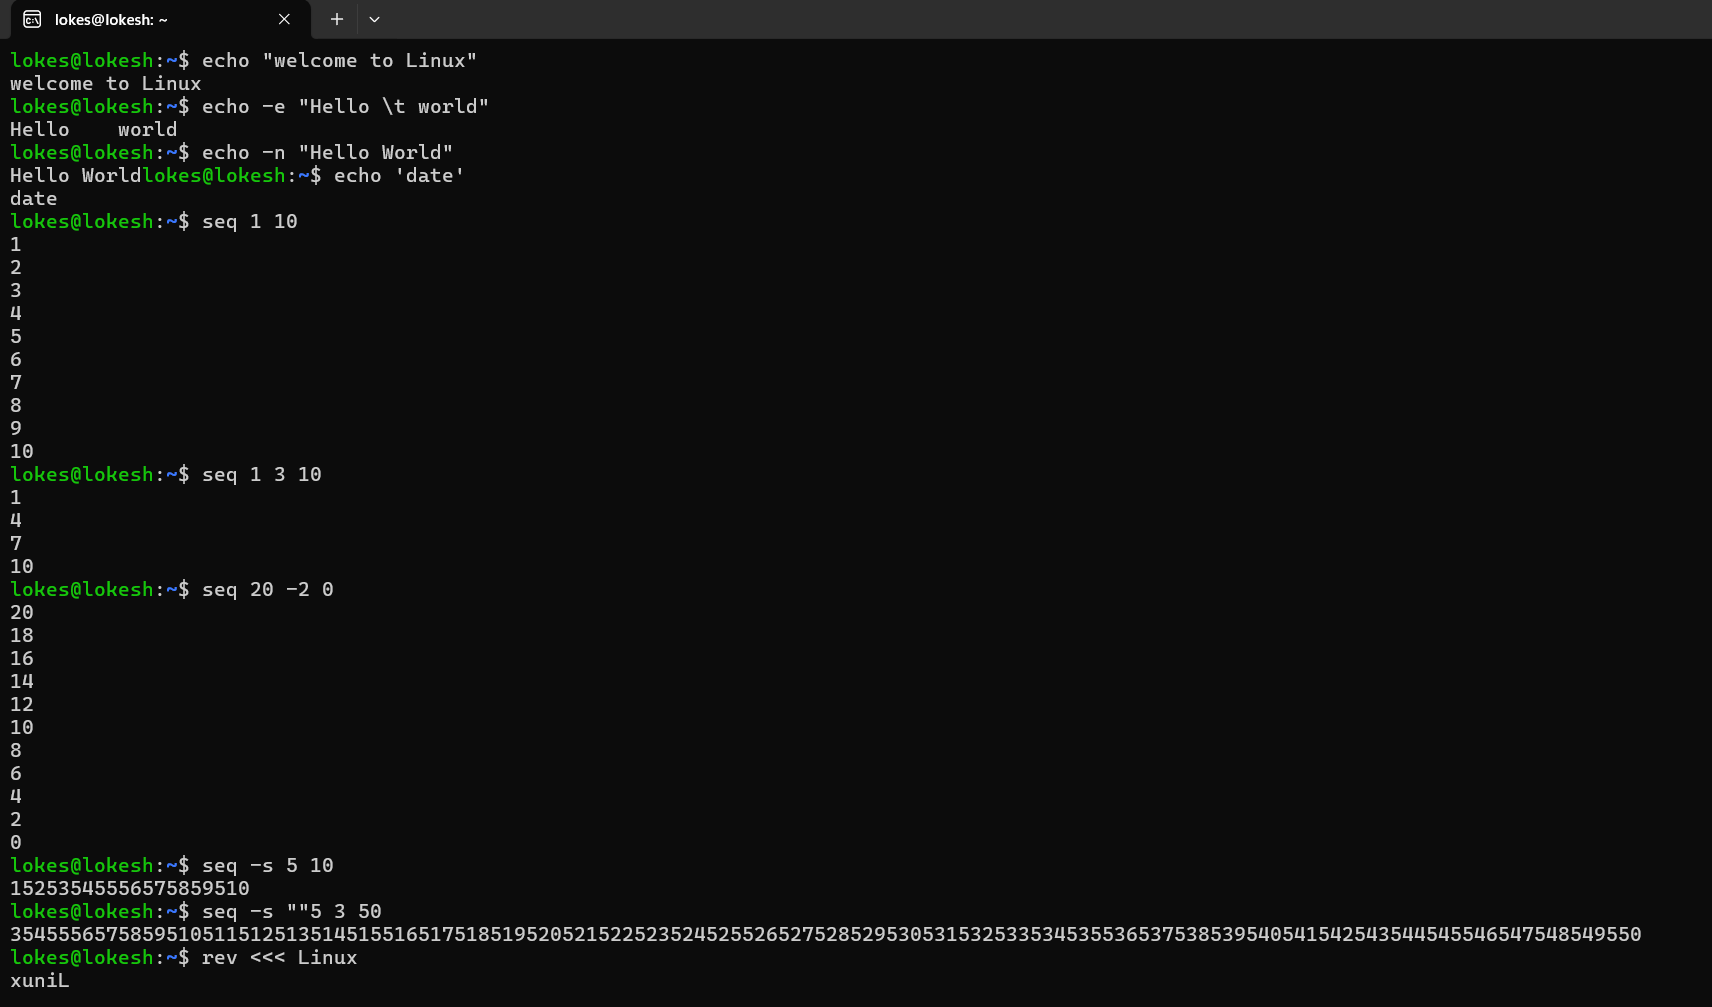 lokes@lokesh: ~
lokes@lokesh:~$ echo "welcome to Linux"
welcome to Linux
lokes@lokesh:~$ echo -e "Hello \t world"
Hello    world
lokes@lokesh:~$ echo -n "Hello World"
Hello Worldlokes@lokesh:~$ echo 'date'
date
lokes@lokesh:~$ seq 1 10
1
2
3
4
5
6
7
8
9
10
lokes@lokesh:~$ seq 1 3 10
1
4
7
10
lokes@lokesh:~$ seq 20 -2 0
20
18
16
14
12
10
8
6
4
2
0
lokes@lokesh:~$ seq -s 5 10
15253545556575859510
lokes@lokesh:~$ seq -s ""5 3 50
3545556575859510511512513514515516517518519520521522523524525526527528529530531532533534535536537538539540541542543544545546547548549550
lokes@lokesh:~$ rev <<< Linux
xuniL